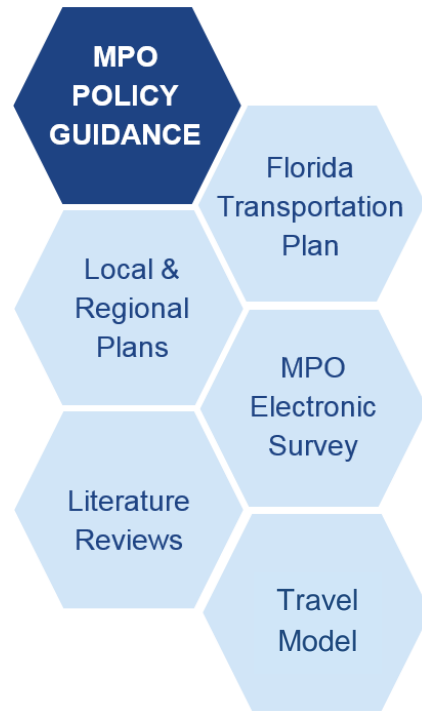 MPO
POLICY
GUIDANCE
Florida
Transportation
Plan
Local &
Regional
Plans
MPO
Electronic
Survey
Literature
Reviews
Travel
Model